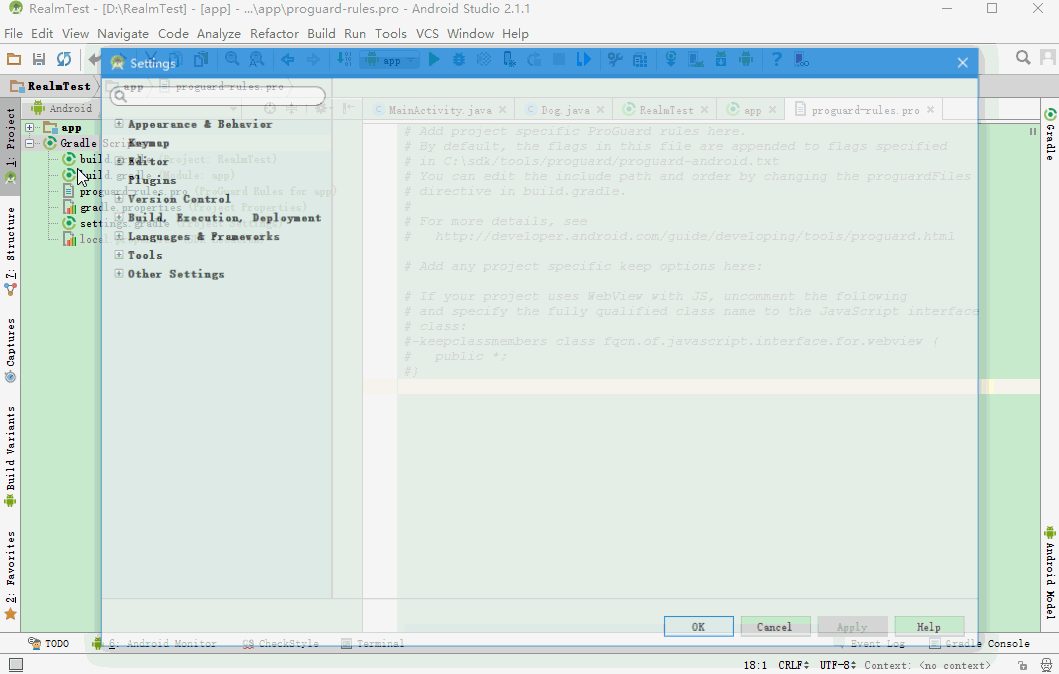 RealmTest - [D:\RealmTest] - [app] - ...\app\proguard-rules.pro - Android Studio 2.1.1
File Edit View Navigate Code Analyze Refactor Build Run Tools VCS Window Help
app
Settings
RealmTest
app
proguard-rules.pro
Android
MainActivity.java
Dog.java
RealmTest
app
proguard-rules.pro
1: Project
7: Structure
Captures
Build Variants
2: Favorites
Gradle
Android Model
app
Gradle Scripts
build.gradle (Project: RealmTest)
build.gradle (Module: app)
proguard-rules.pro (ProGuard Rules for app)
gradle.properties (Project Properties)
settings.gradle (Project Settings)
Appearance & Behavior
Keymap
Editor
Plugins
Version Control
Build, Execution, Deployment
Languages & Frameworks
Tools
Other Settings
# Add project specific ProGuard rules here.
# By default, the flags in this file are appended to flags specified
# in C:\sdk/tools/proguard/proguard-android.txt
# You can edit the include path and order by changing the proguardFiles
# directive in build.gradle.
#
# For more details, see
# http://developer.android.com/guide/developing/tools/proguard.html
# Add any project specific keep options here:
# If your project uses WebView with JS, uncomment the following
# and specify the fully qualified class name to the JavaScript interface
# class:
#-keepclassmembers class fqcn.of.javascript.interface.for.webview {
# public *;
#}
OK Cancel Apply Help
TODO 6: Android Monitor CheckStyle Terminal Event Log Gradle Console
18:1 CRLF UTF-8 Context: <no context>